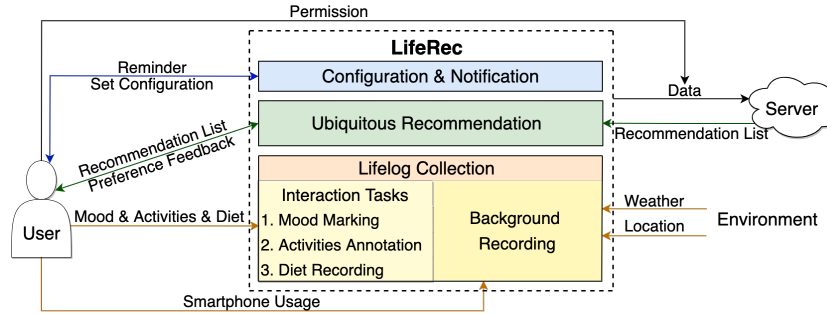 Permission
LifeRec
Reminder
Set Configuration
Configuration & Notification
Data
Server
Ubiquitous Recommendation
Recommendation List
Recommendation List
Preference Feedback
Lifelog Collection
Interaction Tasks
1. Mood Marking
2. Activities Annotation
3. Diet Recording
Background
Recording
Weather
Location
Environment
User
Mood & Activities & Diet
Smartphone Usage